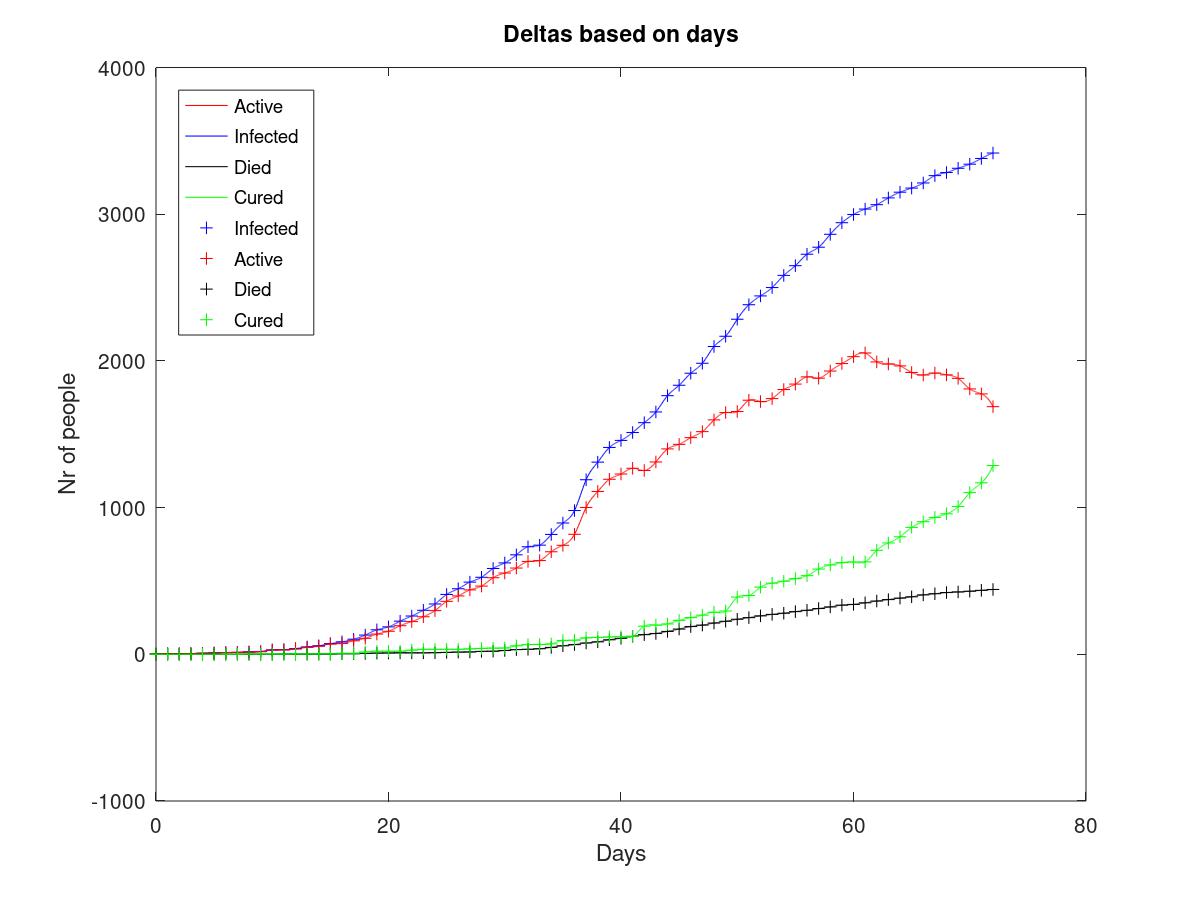 Deltas based on days
4000
3000
2000
1000
0
-1000
Nr of people
Active
Infected
Died
Cured
Infected
Active
Died
Cured
0 20 40 60 80
Days